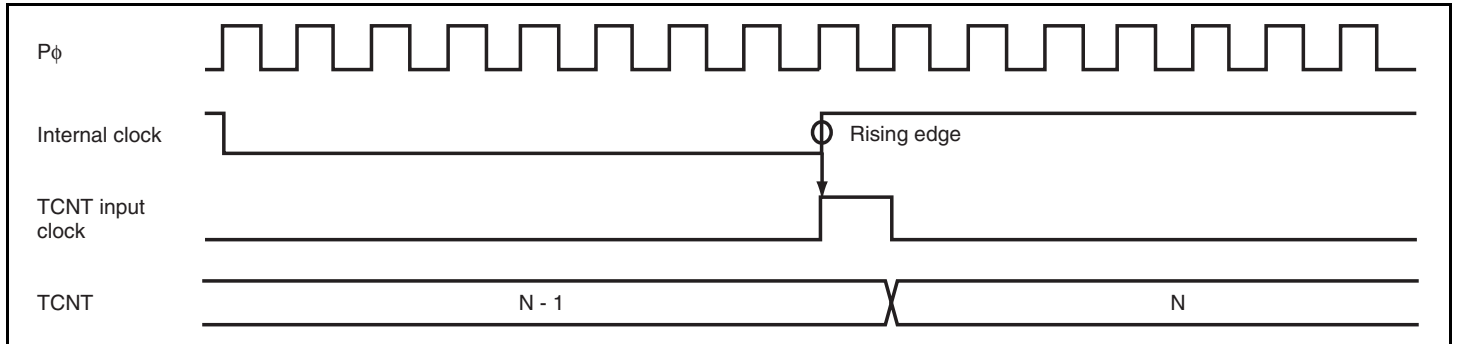 Pϕ
Internal clock
Rising edge
TCNT input
clock
TCNT
N - 1
N